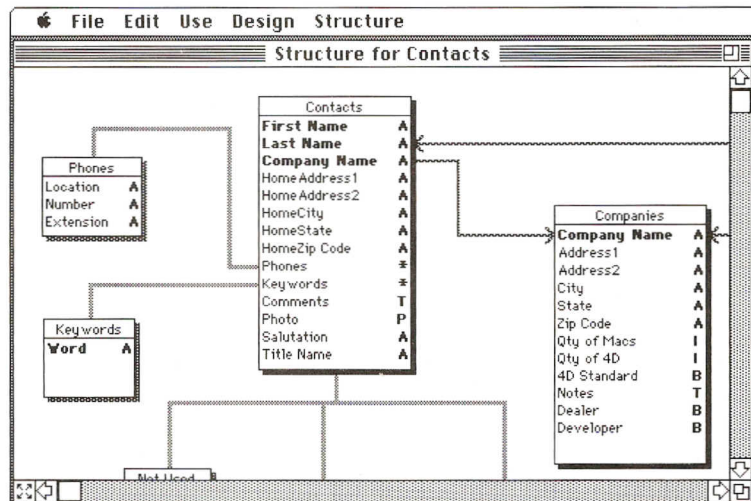 File Edit Use Design Structure
Structure for Contacts
Contacts
First Name A
Last Name A
Company Name A
HomeAddress1 A
HomeAddress2 A
HomeCity A
HomeState A
HomeZip Code A
Phones *
Keywords *
Comments T
Photo P
Salutation A
Title Name A
Phones
Location A
Number A
Extension A
Keywords
Word A
Companies
Company Name A
Address1 A
Address2 A
City A
State A
Zip Code A
Qty of Macs I
Qty of 4D I
4D Standard B
Notes T
Dealer B
Developer B
Not Used